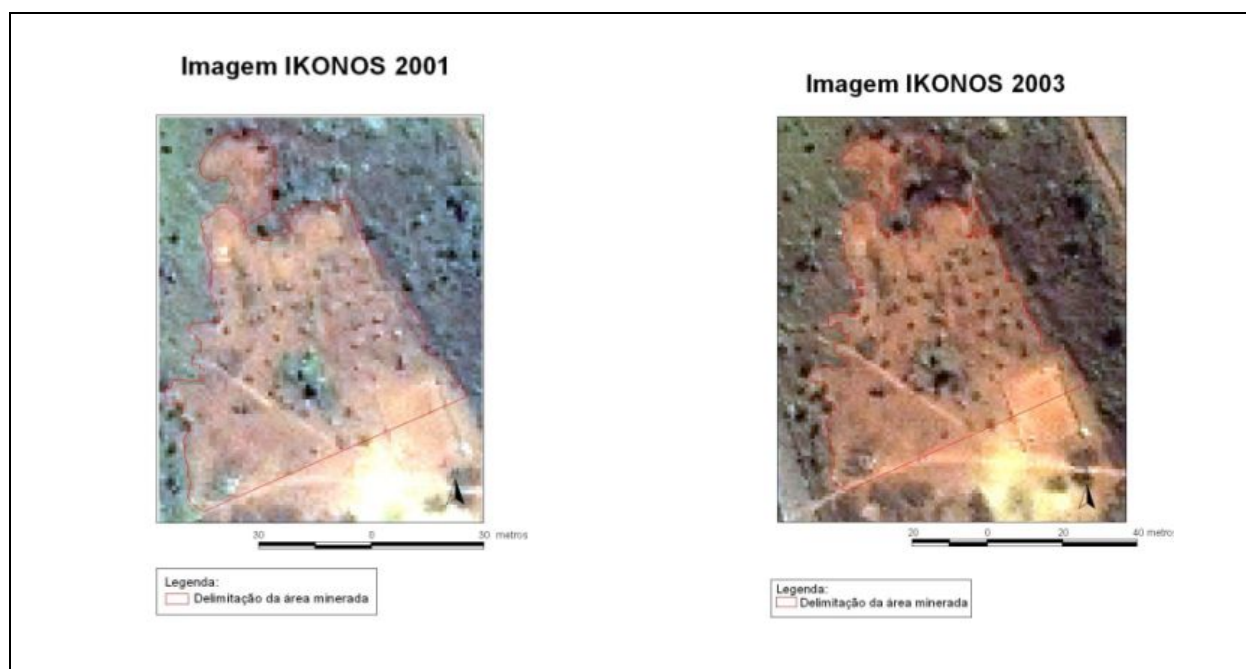 Imagem IKONOS 2001
Imagem IKONOS 2003
30 0 30 metros
20 0 20 40 metros
Legenda:
Delimitação da área minerada
Legenda:
Delimitação da área minerada